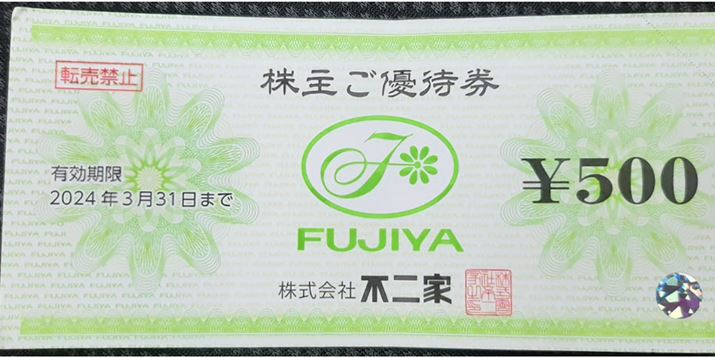 転売禁止
株主ご優待券
有効期限
2024年3月31日まで
¥500
FUJIYA
株式会社 不二家